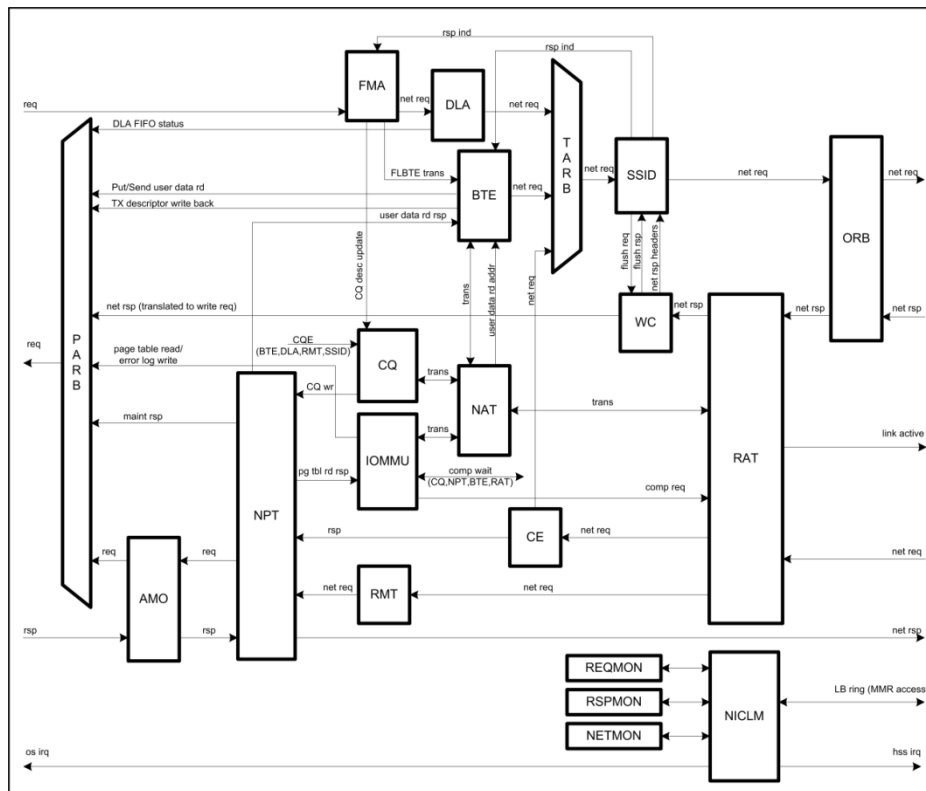 rsp ind
rsp ind
FMA
req
net req
DLA
net req
DLA FIFO status
TARB
FLBTE trans
BTE
net req
net req
SSID
net req
net req
Put/Send user data rd
TX descriptor write back
user data rd rsp
ORB
CQ desc update
trans
user data rd addr
net req
flush req
flush rsp
net rsp headers
net rsp (translated to write req)
WC
net rsp
net rsp
net rsp
PARB
req
CQE
(BTE,DLA,RMT,SSID)
page table read/
error log write
CQ
trans
CQ wr
NAT
trans
maint rsp
IOMMU
trans
RAT
link active
pg tbl rd rsp
comp wait
(CQ,NPT,BTE,RAT)
comp req
NPT
rsp
CE
net req
req
req
net req
AMO
net req
RMT
net req
rsp
rsp
net rsp
REQMON
RSPMON
NICLM
LB ring (MMR access
NETMON
os irq
hss irq